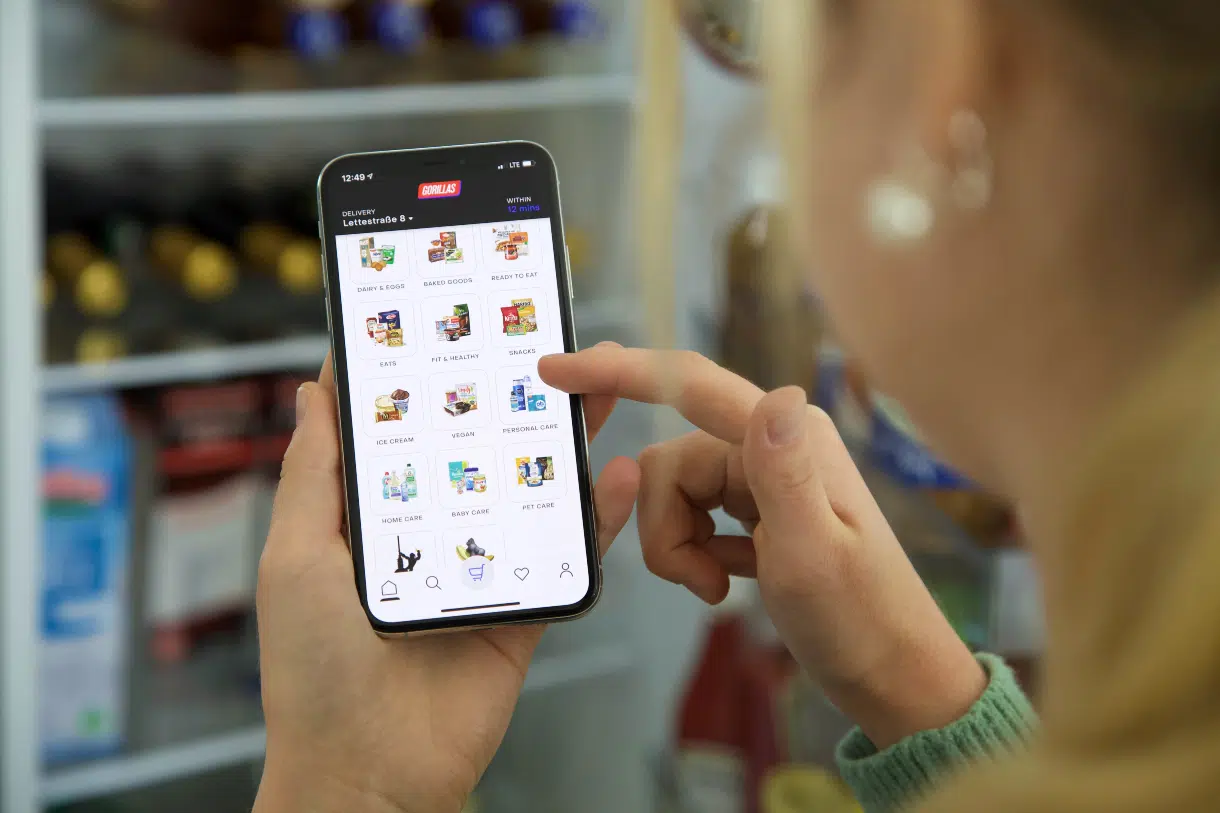 12:49
LTE
GORILLAS
DELIVERY
Lettestraße 8
WITHIN
12 mins
DAIRY & EGGS
BAKED GOODS
READY TO EAT
EATS
FIT & HEALTHY
SNACKS
ICE CREAM
VEGAN
PERSONAL CARE
HOME CARE
BABY CARE
PET CARE